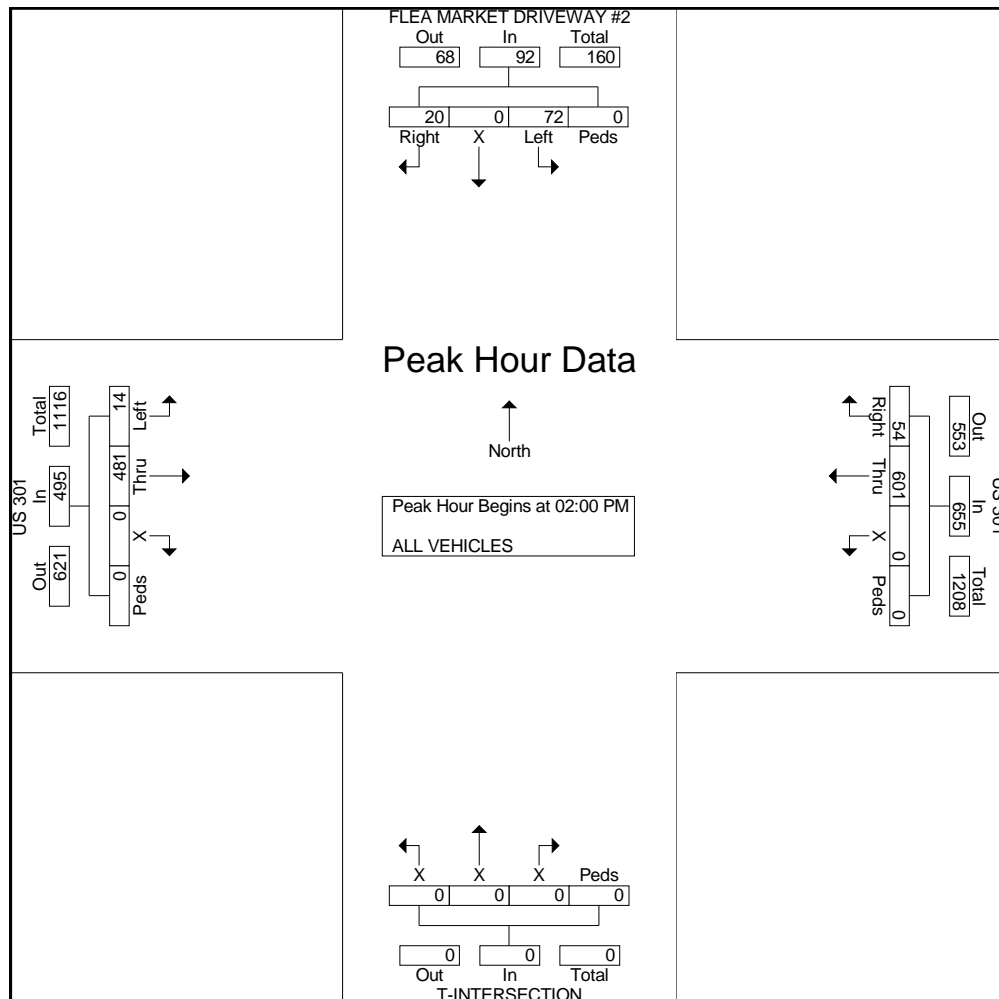 FLEA MARKET DRIVEWAY #2
Out In Total
68 92 160
20 0 72 0
Right X Left Peds
Peak Hour Data
North
Peak Hour Begins at 02:00 PM
ALL VEHICLES
US 301
Out In Total
621 495 1116
0 0 481 14
Peds X Thru Left
US 301
Out In Total
553 655 1208
54 601 0 0
Right Thru X Peds
X X X Peds
0 0 0 0
0 0 0
Out In Total
T-INTERSECTION